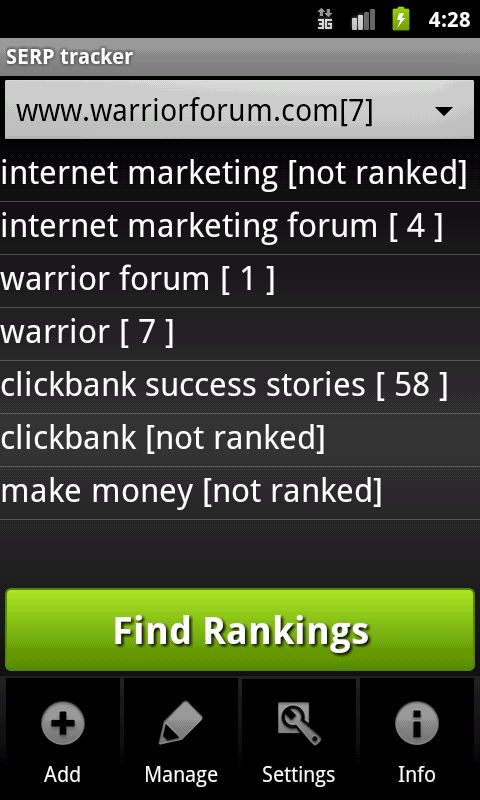 3G 4:28
SERP tracker
www.warriorforum.com[7]
internet marketing [not ranked]
internet marketing forum [ 4 ]
warrior forum [ 1 ]
warrior [ 7 ]
clickbank success stories [ 58 ]
clickbank [not ranked]
make money [not ranked]
Find Rankings
Add Manage Settings Info